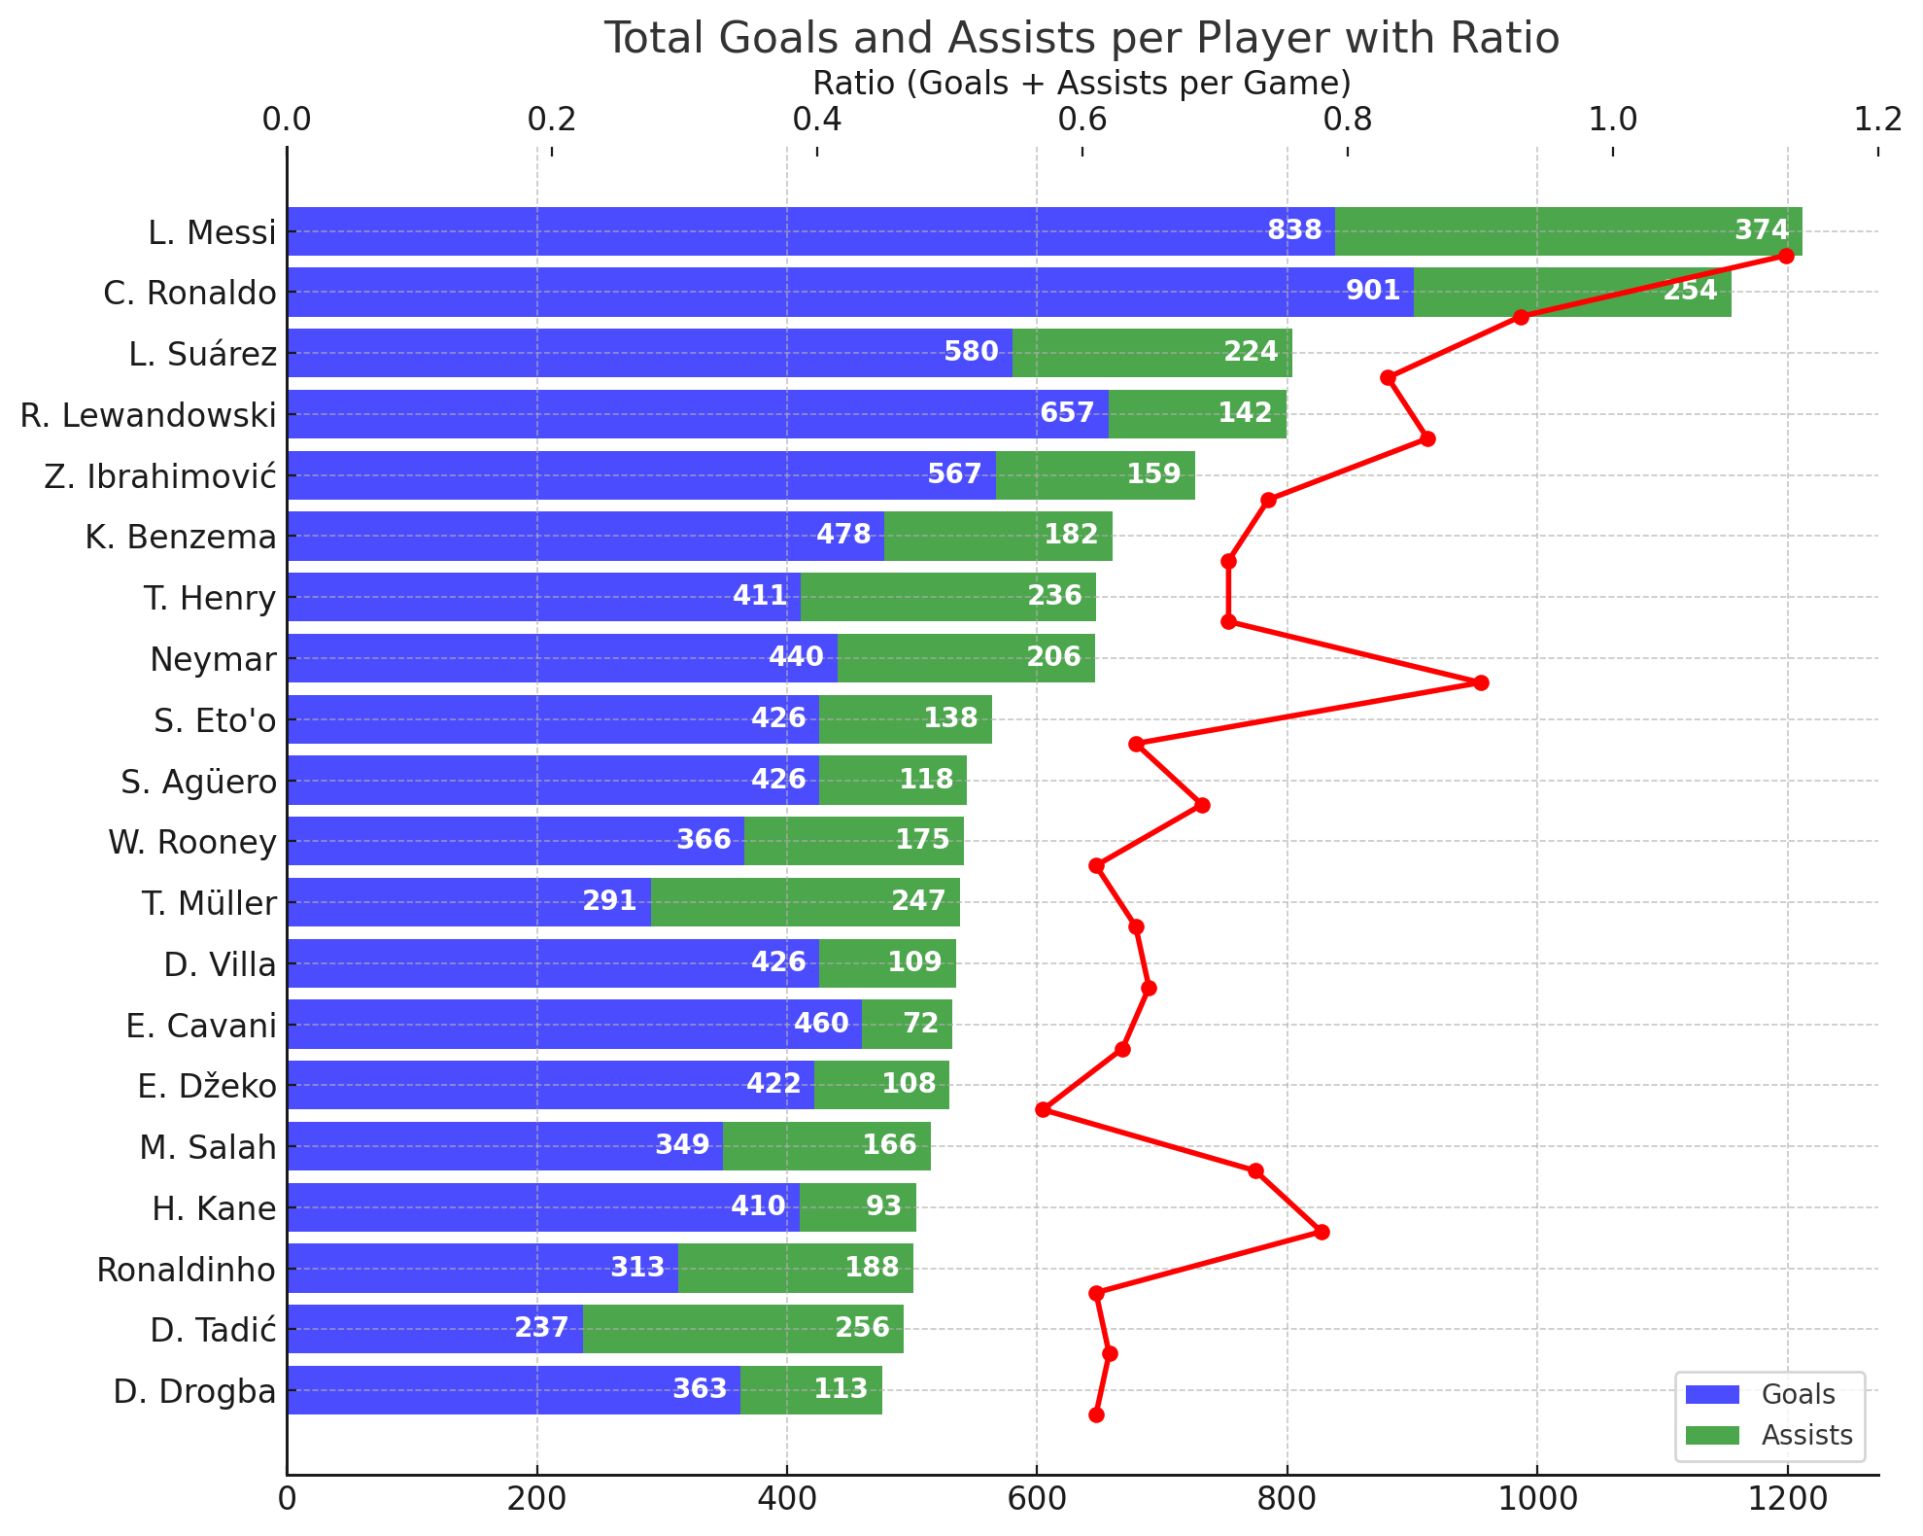 Total Goals and Assists per Player with Ratio
Ratio (Goals + Assists per Game)
0.0 0.2 0.4 0.6 0.8 1.0 1.2
L. Messi 838 374
C. Ronaldo 901 254
L. Suárez 580 224
R. Lewandowski 657 142
Z. Ibrahimović 567 159
K. Benzema 478 182
T. Henry 411 236
Neymar 440 206
S. Eto'o 426 138
S. Agüero 426 118
W. Rooney 366 175
T. Müller 291 247
D. Villa 426 109
E. Cavani 460 72
E. Džeko 422 108
M. Salah 349 166
H. Kane 410 93
Ronaldinho 313 188
D. Tadić 237 256
D. Drogba 363 113
Goals
Assists
0 200 400 600 800 1000 1200